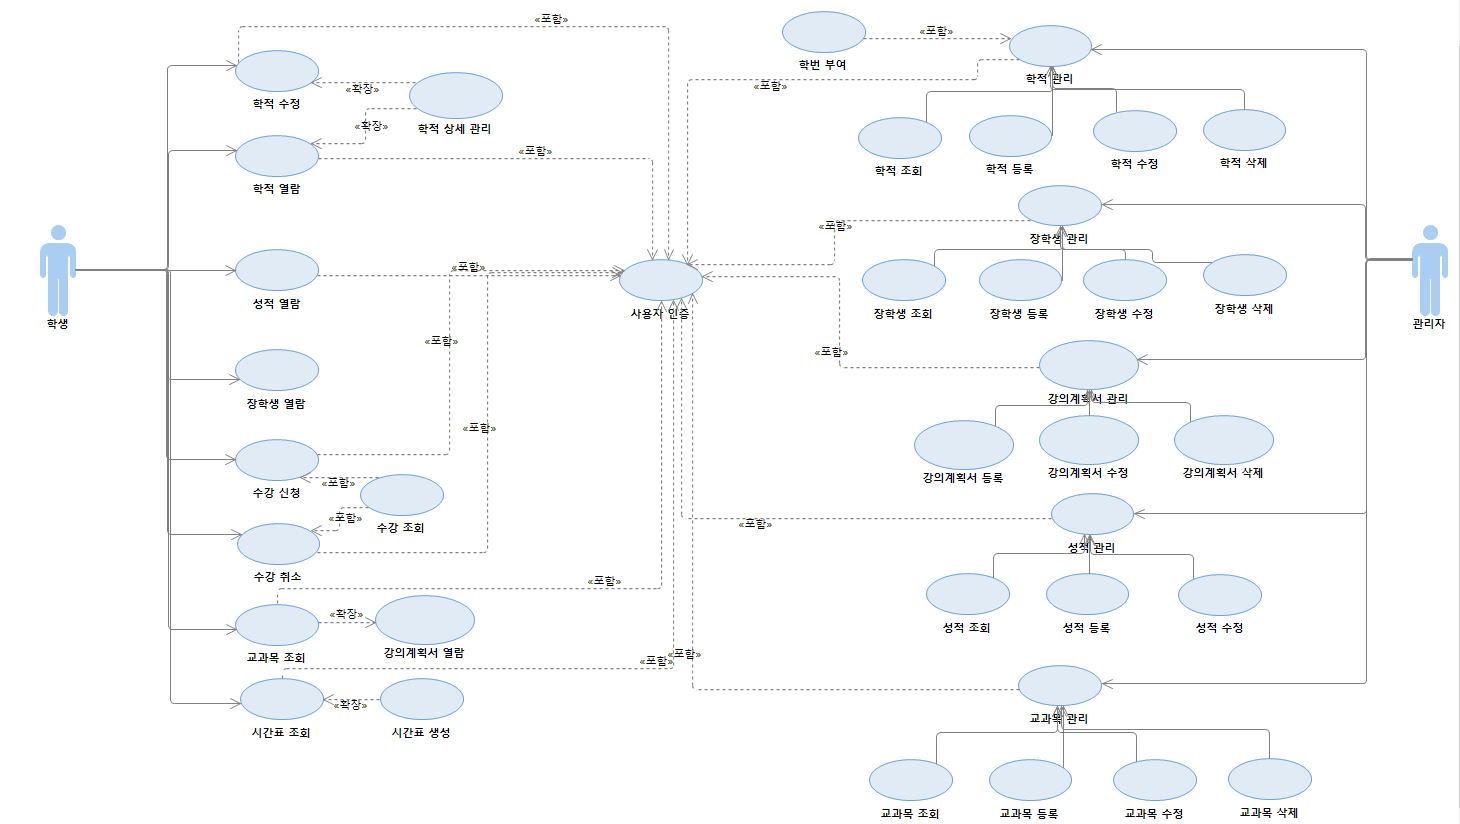 «포함»
«포함»
학번 부여
학적 관리
«포함»
학적 수정
«확장»
학적 상세 관리
«확장»
«포함»
학적 열람
학적 조회
학적 등록
학적 수정
학적 삭제
«포함»
장학생 관리
«포함»
성적 열람
사용자 인증
장학생 조회
장학생 등록
장학생 수정
장학생 삭제
학생
관리자
«포함»
«포함»
장학생 열람
강의계획서 관리
«포함»
수강 신청
«포함»
강의계획서 등록
강의계획서 수정
강의계획서 삭제
«포함»
수강 조회
«포함»
성적 관리
수강 취소
«포함»
«확장»
성적 조회
성적 등록
성적 수정
교과목 조회
강의계획서 열람
«포함»
«포함»
«확장»
시간표 조회
시간표 생성
교과목 관리
교과목 조회
교과목 등록
교과목 수정
교과목 삭제